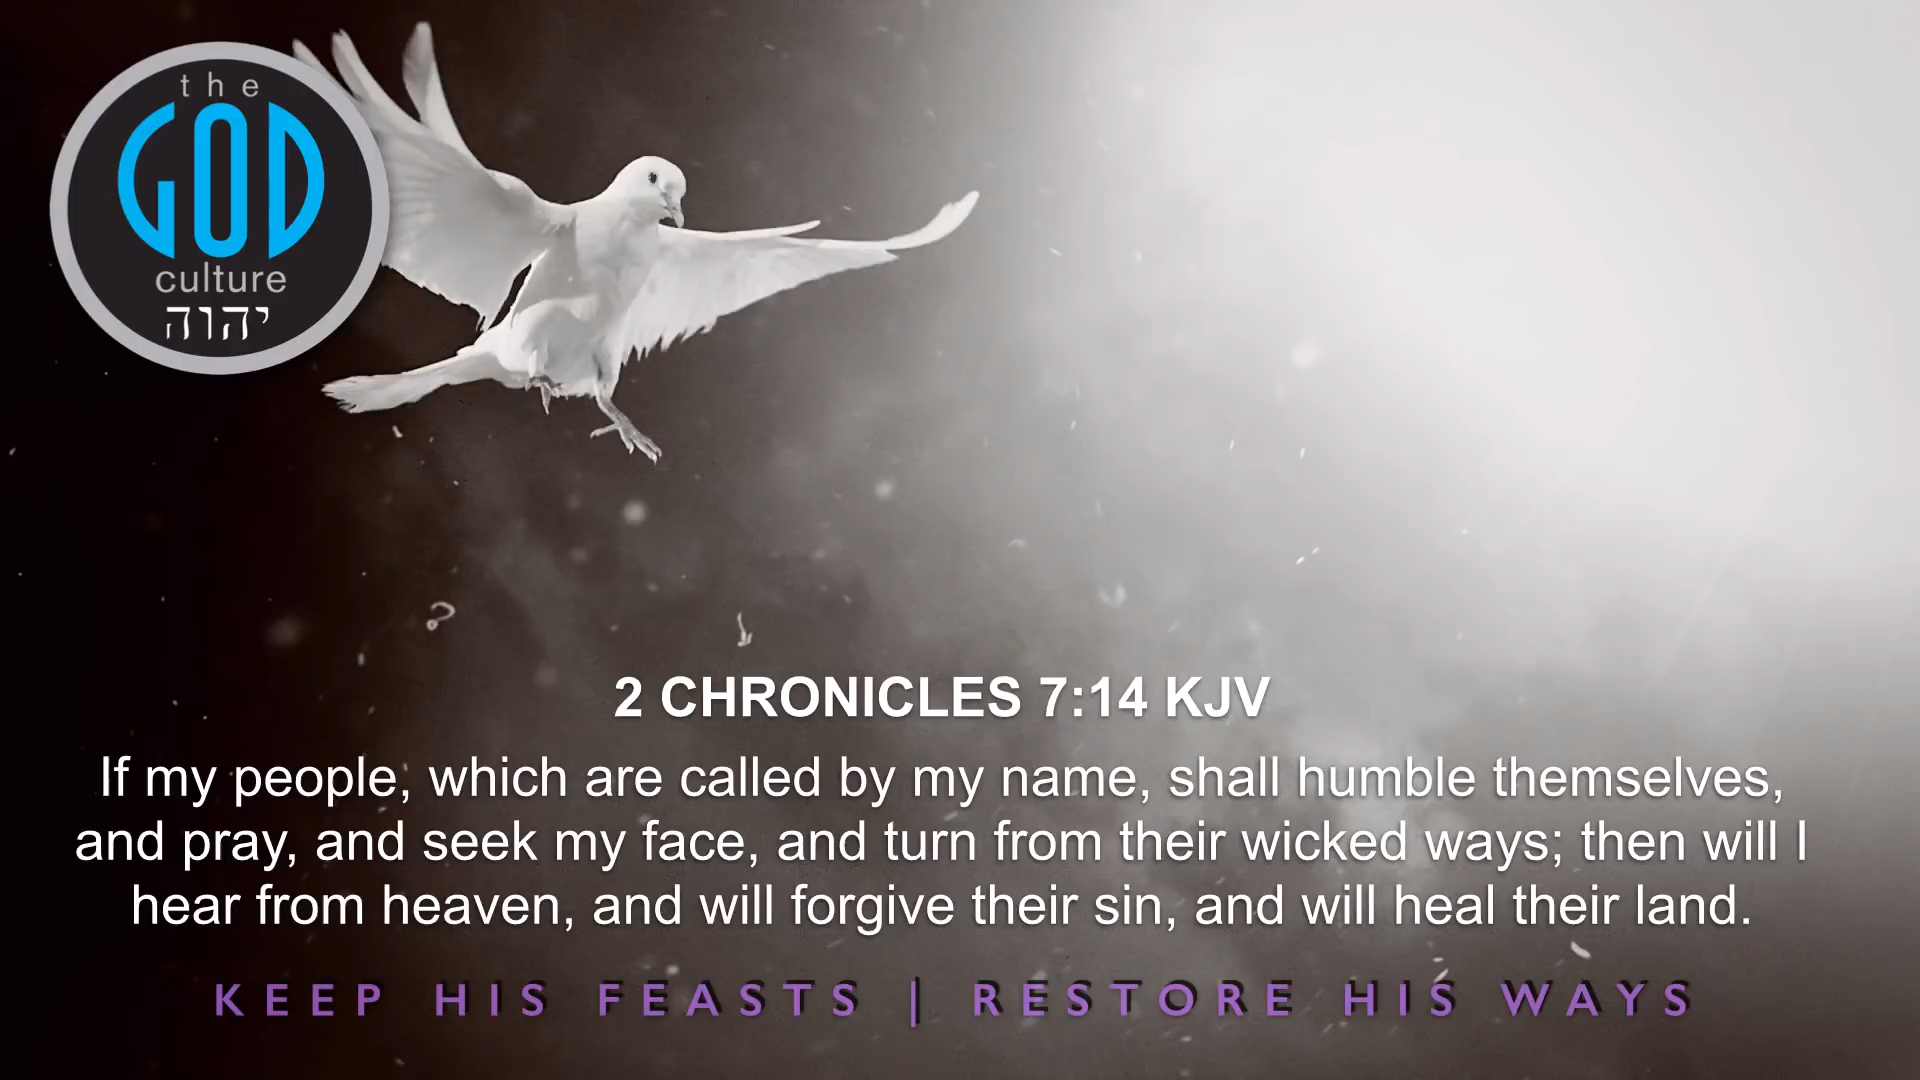 the
GOD
culture
יהוה
2 CHRONICLES 7:14 KJV
If my people, which are called by my name, shall humble themselves,
and pray, and seek my face, and turn from their wicked ways; then will I
hear from heaven, and will forgive their sin, and will heal their land.
KEEP HIS FEASTS | RESTORE HIS WAYS